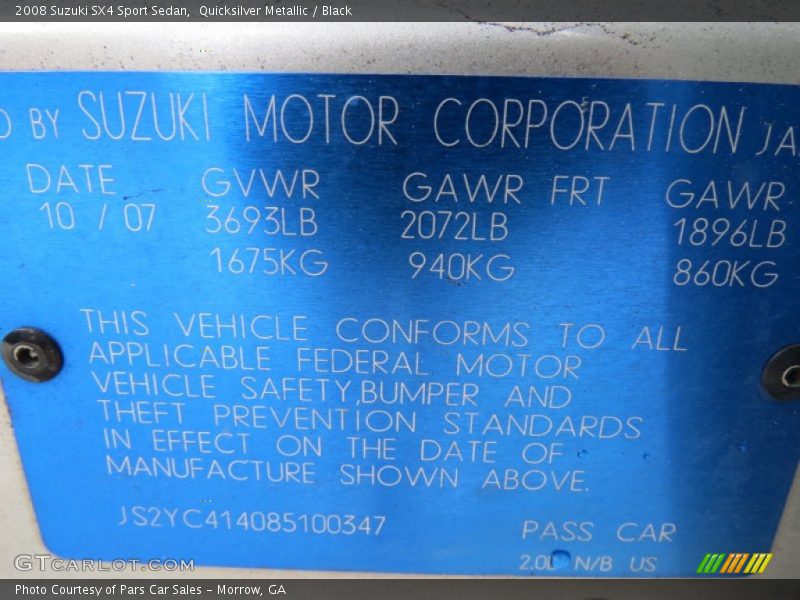 2008 Suzuki SX4 Sport Sedan, Quicksilver Metallic / Black
D BY SUZUKI MOTOR CORPORATION JA
DATE GVWR GAWR FRT GAWR
10 / 07 3693LB 2072LB 1896LB
1675KG 940KG 860KG
THIS VEHICLE CONFORMS TO ALL
APPLICABLE FEDERAL MOTOR
VEHICLE SAFETY,BUMPER AND
THEFT PREVENTION STANDARDS
IN EFFECT ON THE DATE OF
MANUFACTURE SHOWN ABOVE.
JS2YC414085100347
PASS CAR
2.0L N/B US
GTCARLOT.COM
Photo Courtesy of Pars Car Sales - Morrow, GA